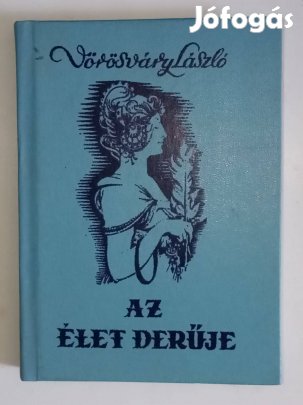 Jófogás
Vörösváry László
AZ
ÉLET DERŰJE